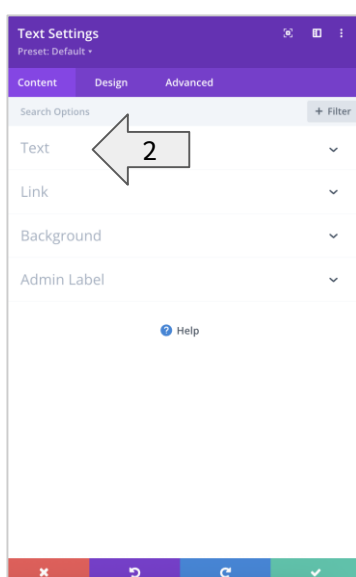 Text Settings
Preset: Default
Content Design Advanced
Search Options + Filter
Text 2
Link
Background
Admin Label
? Help